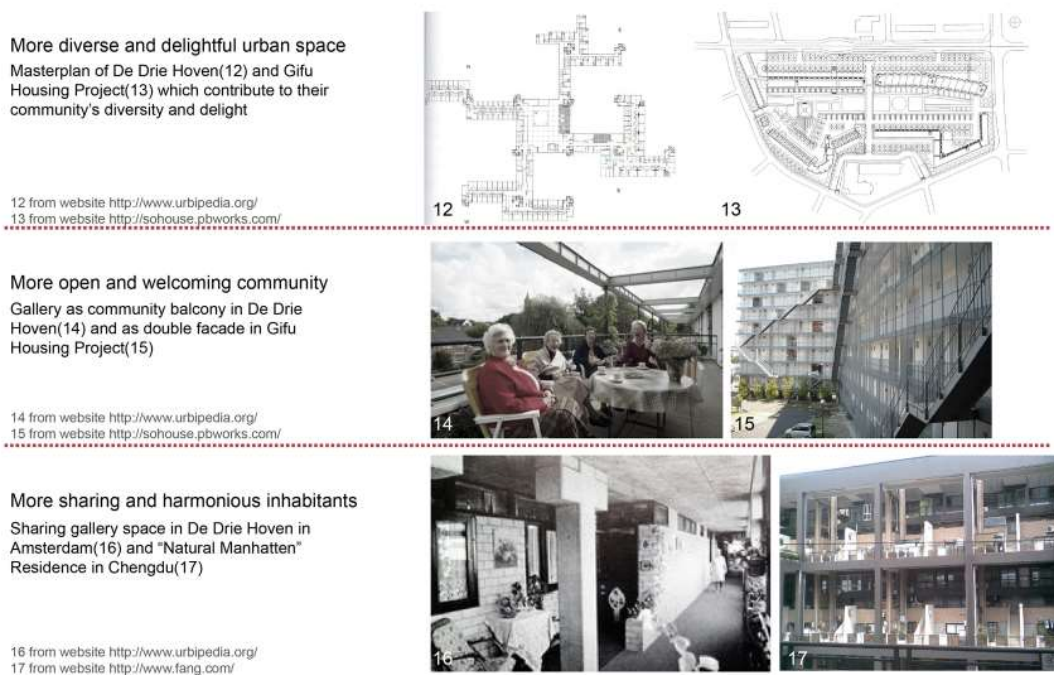 More diverse and delightful urban space
Masterplan of De Drie Hoven(12) and Gifu
Housing Project(13) which contribute to their
community's diversity and delight
12 from website http://www.urbipedia.org/
13 from website http://sohouse.pbworks.com/
12
13
More open and welcoming community
Gallery as community balcony in De Drie
Hoven(14) and as double facade in Gifu
Housing Project(15)
14 from website http://www.urbipedia.org/
15 from website http://sohouse.pbworks.com/
14
15
More sharing and harmonious inhabitants
Sharing gallery space in De Drie Hoven in
Amsterdam(16) and “Natural Manhatten”
Residence in Chengdu(17)
16 from website http://www.urbipedia.org/
17 from website http://www.fang.com/
16
17